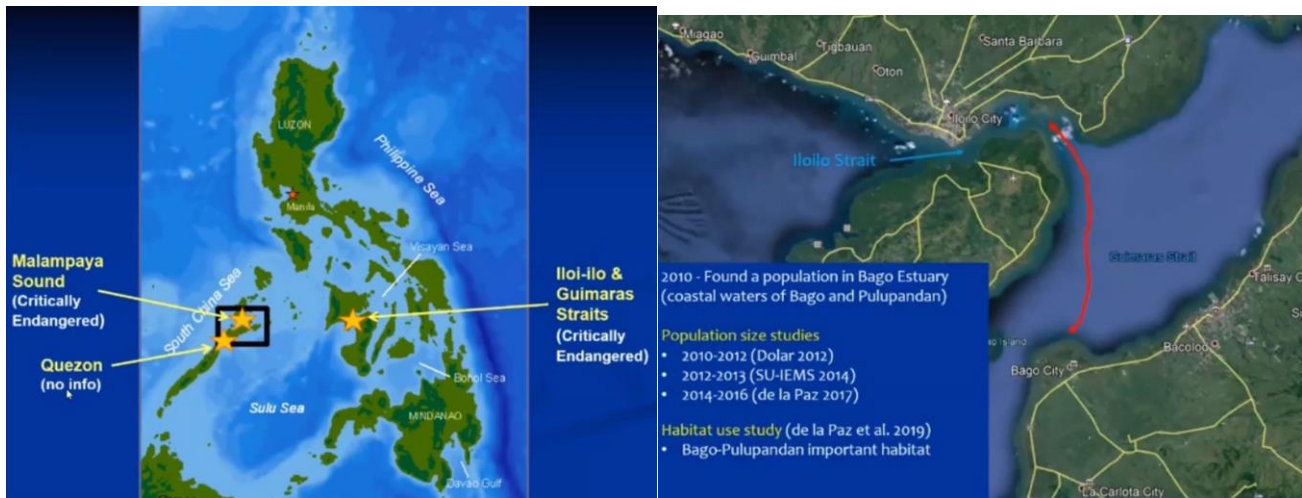 LUZON
Philippine Sea
Manila
Visayan Sea
Malampaya
Sound
(Critically
Endangered)
South China Sea
Quezon
(no info)
Iloi-ilo &
Guimaras
Straits
(Critically
Endangered)
Bohol Sea
Sulu Sea
MINDANAO
Davao Gulf
Miagao
Guimbal
Tigbauan
Oton
Santa Barbara
Iloilo City
Iloilo Strait
Guimaras Strait
2010 - Found a population in Bago Estuary
(coastal waters of Bago and Pulupandan)
Population size studies
• 2010-2012 (Dolar 2012)
• 2012-2013 (SU-IEMS 2014)
• 2014-2016 (de la Paz 2017)
Habitat use study (de la Paz et al. 2019)
• Bago-Pulupandan important habitat
Island
Talisay
Bacolod
Bago City
La Carlota City